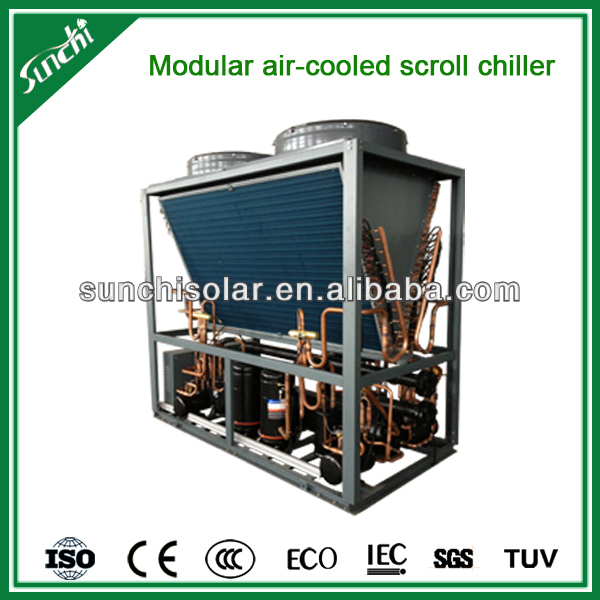 Sunchi
Modular air-cooled scroll chiller
sunchisolar.en.alibaba.com
ISO CE CCC ECO IEC SGS TUV